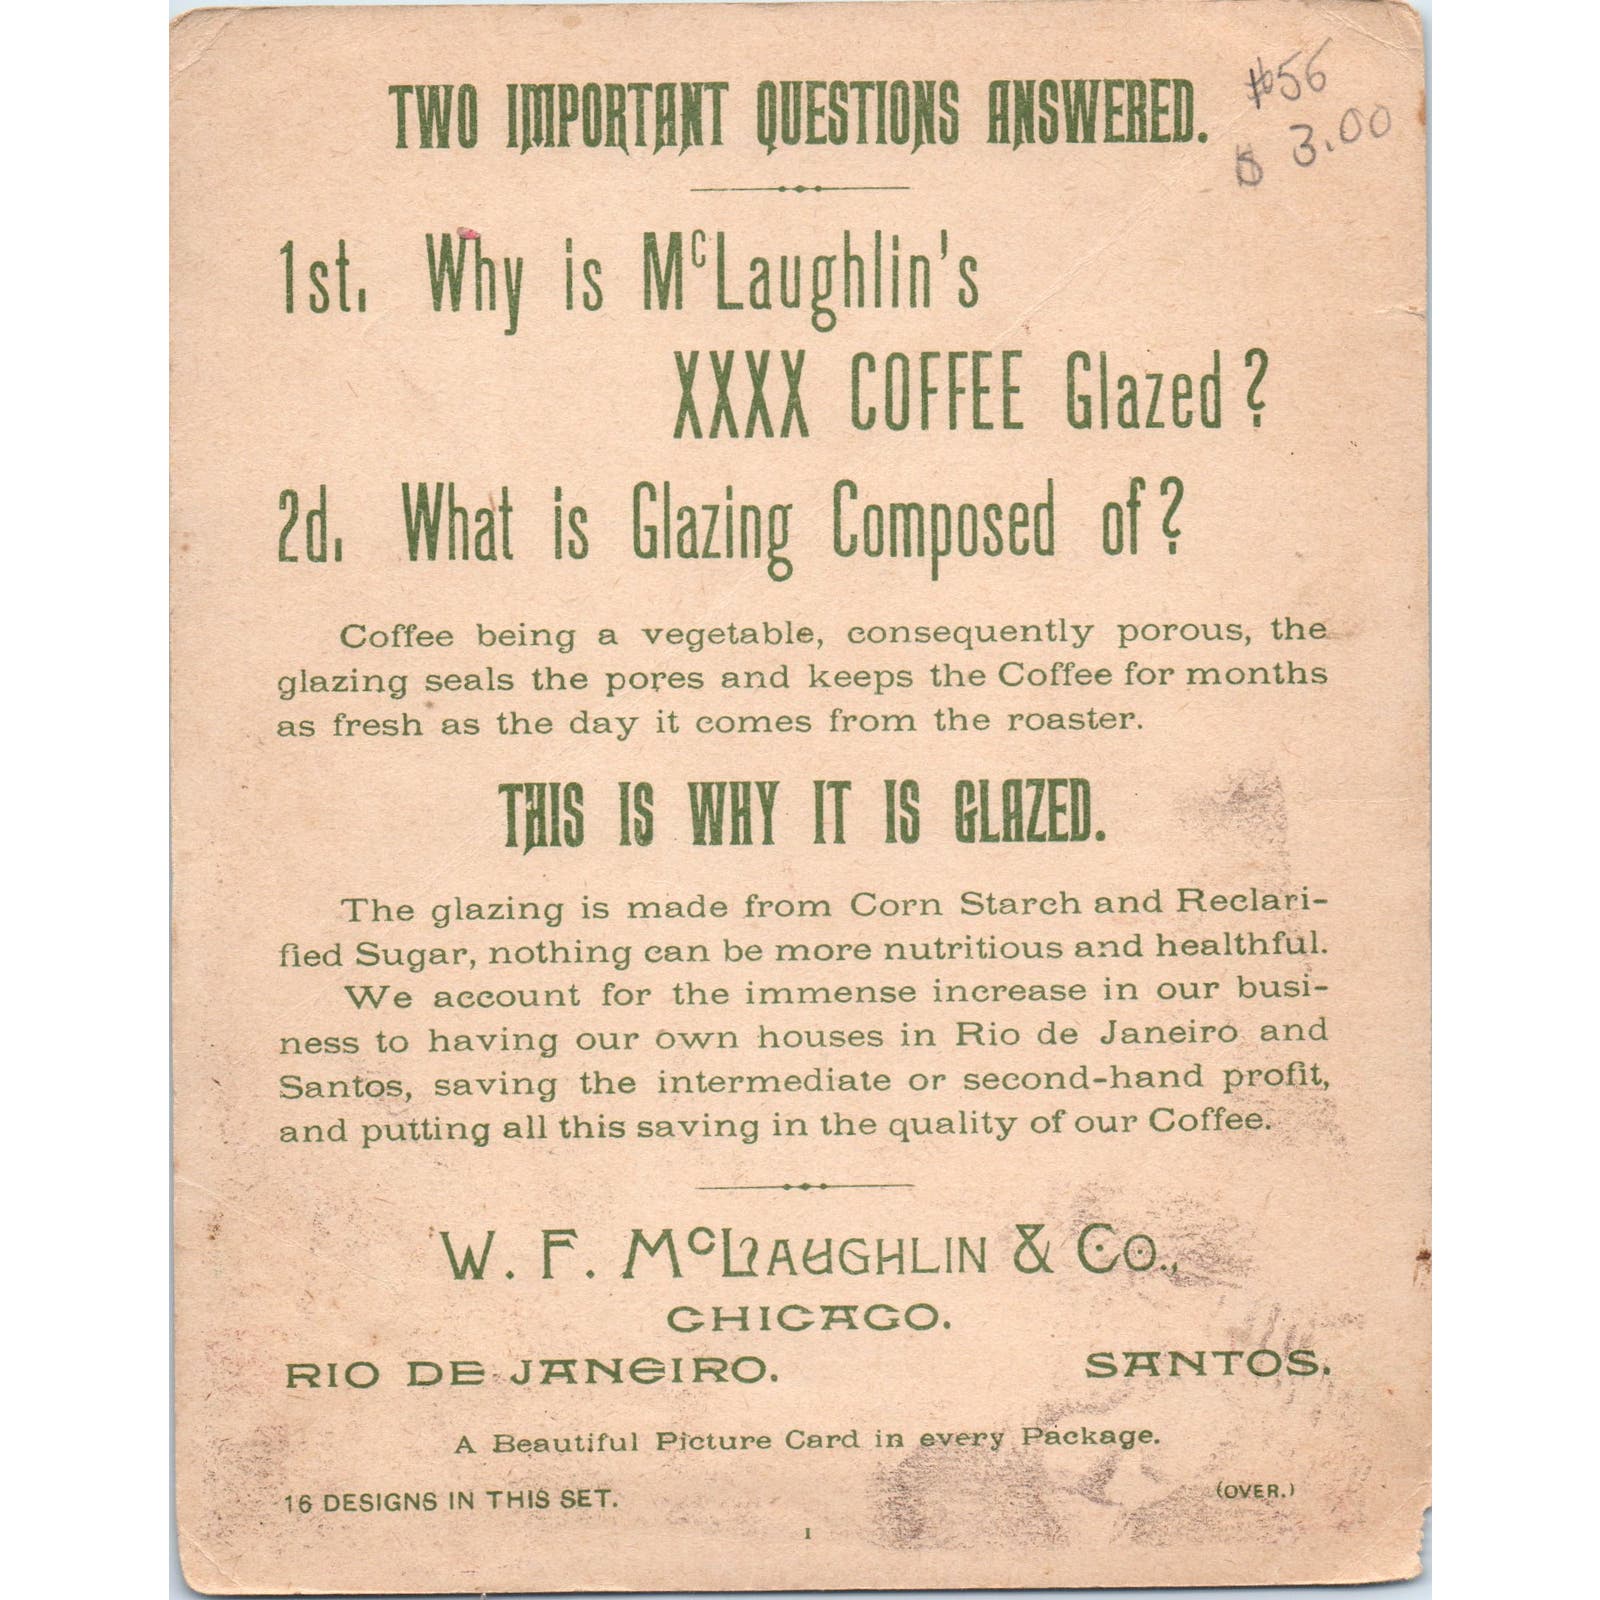 TWO IMPORTANT QUESTIONS ANSWERED.
#56
$ 3.00
1st. Why is McLaughlin's
XXXX COFFEE Glazed?
2d. What is Glazing Composed of?
Coffee being a vegetable, consequently porous, the
glazing seals the pores and keeps the Coffee for months
as fresh as the day it comes from the roaster.
THIS IS WHY IT IS GLAZED.
The glazing is made from Corn Starch and Reclari-
fied Sugar, nothing can be more nutritious and healthful.
We account for the immense increase in our busi-
ness to having our own houses in Rio de Janeiro and
Santos, saving the intermediate or second-hand profit,
and putting all this saving in the quality of our Coffee.
W. F. McLAUGHLIN & Co.,
CHICAGO.
RIO DE JANEIRO. SANTOS.
A Beautiful Picture Card in every Package.
16 DESIGNS IN THIS SET. (OVER.)
1